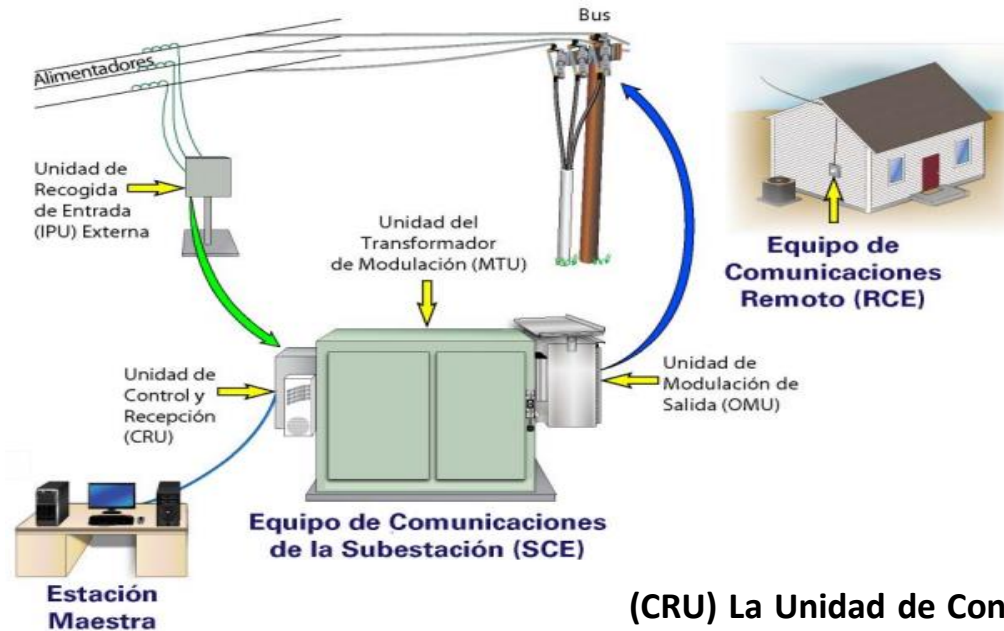 Bus
Alimentadores
Unidad de
Recogida
de Entrada
(IPU) Externa
Unidad del
Transformador
de Modulación (MTU)
Equipo de
Comunicaciones
Remoto (RCE)
Unidad de
Control y
Recepción
(CRU)
Unidad de
Modulación de
Salida (OMU)
Equipo de Comunicaciones
de la Subestación (SCE)
Estación
Maestra
(CRU) La Unidad de Con